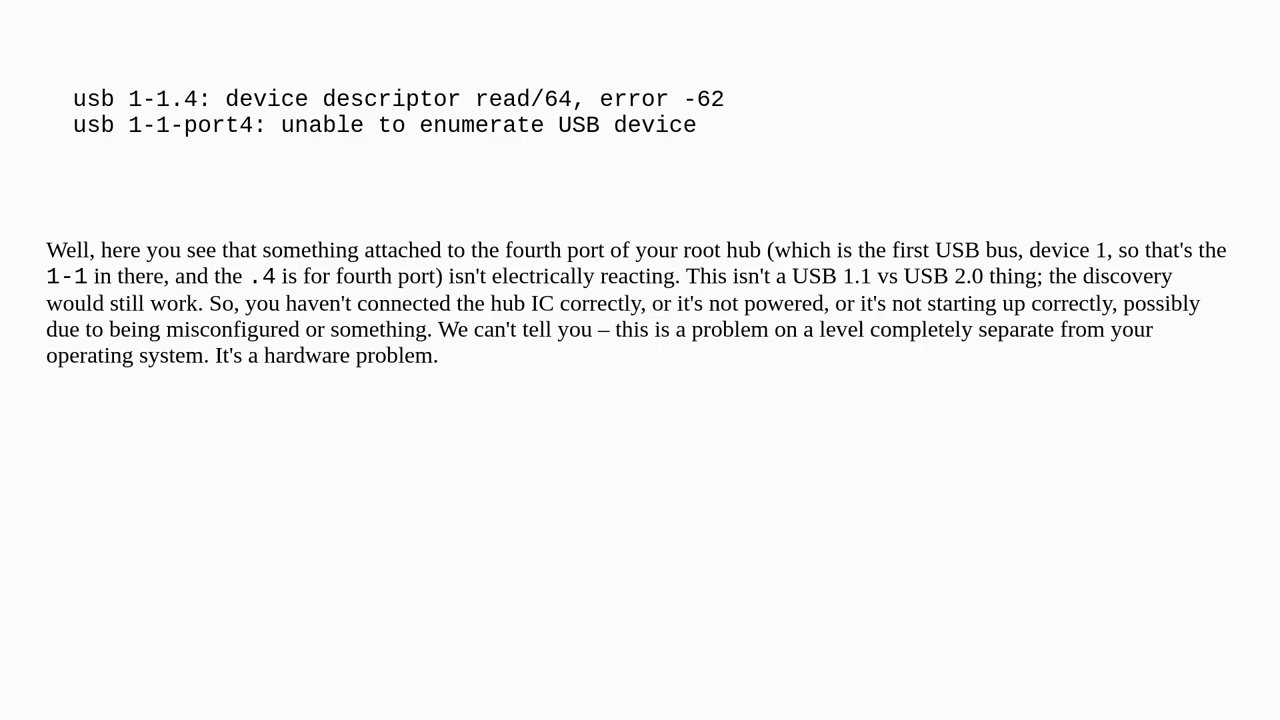 usb 1-1.4: device descriptor read/64, error -62
usb 1-1-port4: unable to enumerate USB device
Well, here you see that something attached to the fourth port of your root hub (which is the first USB bus, device 1, so that's the
1-1 in there, and the .4 is for fourth port) isn't electrically reacting. This isn't a USB 1.1 vs USB 2.0 thing; the discovery
would still work. So, you haven't connected the hub IC correctly, or it's not powered, or it's not starting up correctly, possibly
due to being misconfigured or something. We can't tell you – this is a problem on a level completely separate from your
operating system. It's a hardware problem.